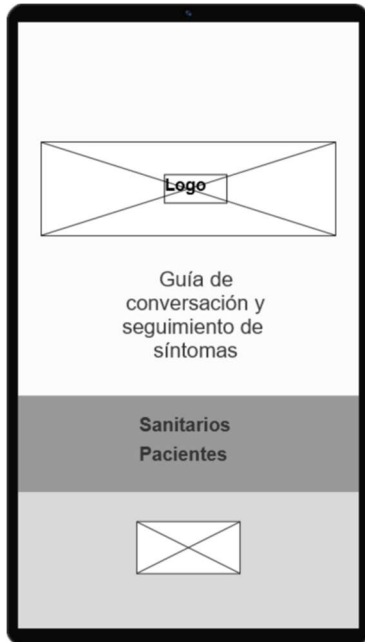 Logo
Guía de
conversación y
seguimiento de
síntomas
Sanitarios
Pacientes